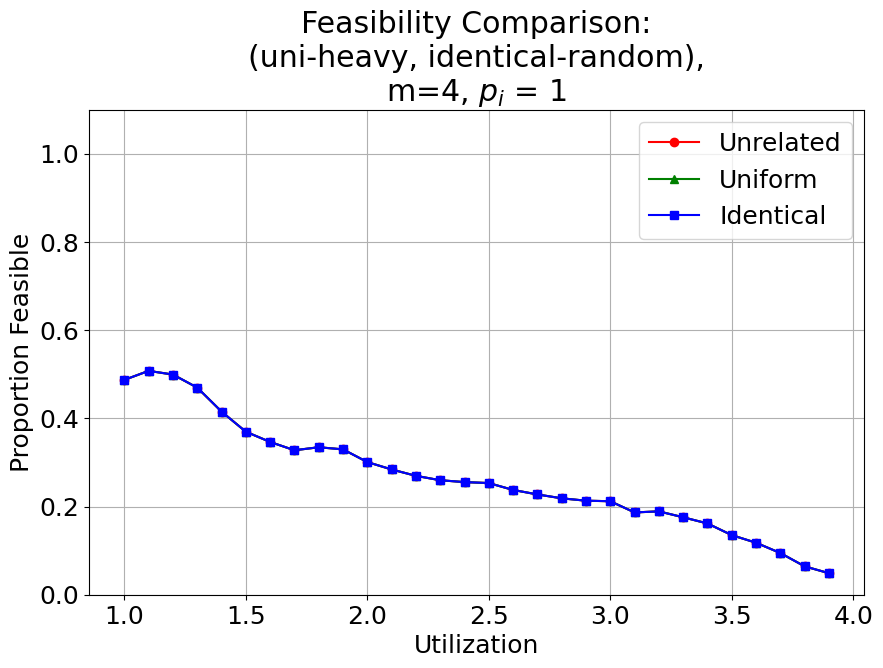 Feasibility Comparison:
(uni-heavy, identical-random),
m=4, $p_i$ = 1
Unrelated
Uniform
Identical
Proportion Feasible
1.0
0.8
0.6
0.4
0.2
0.0
1.0 1.5 2.0 2.5 3.0 3.5 4.0
Utilization